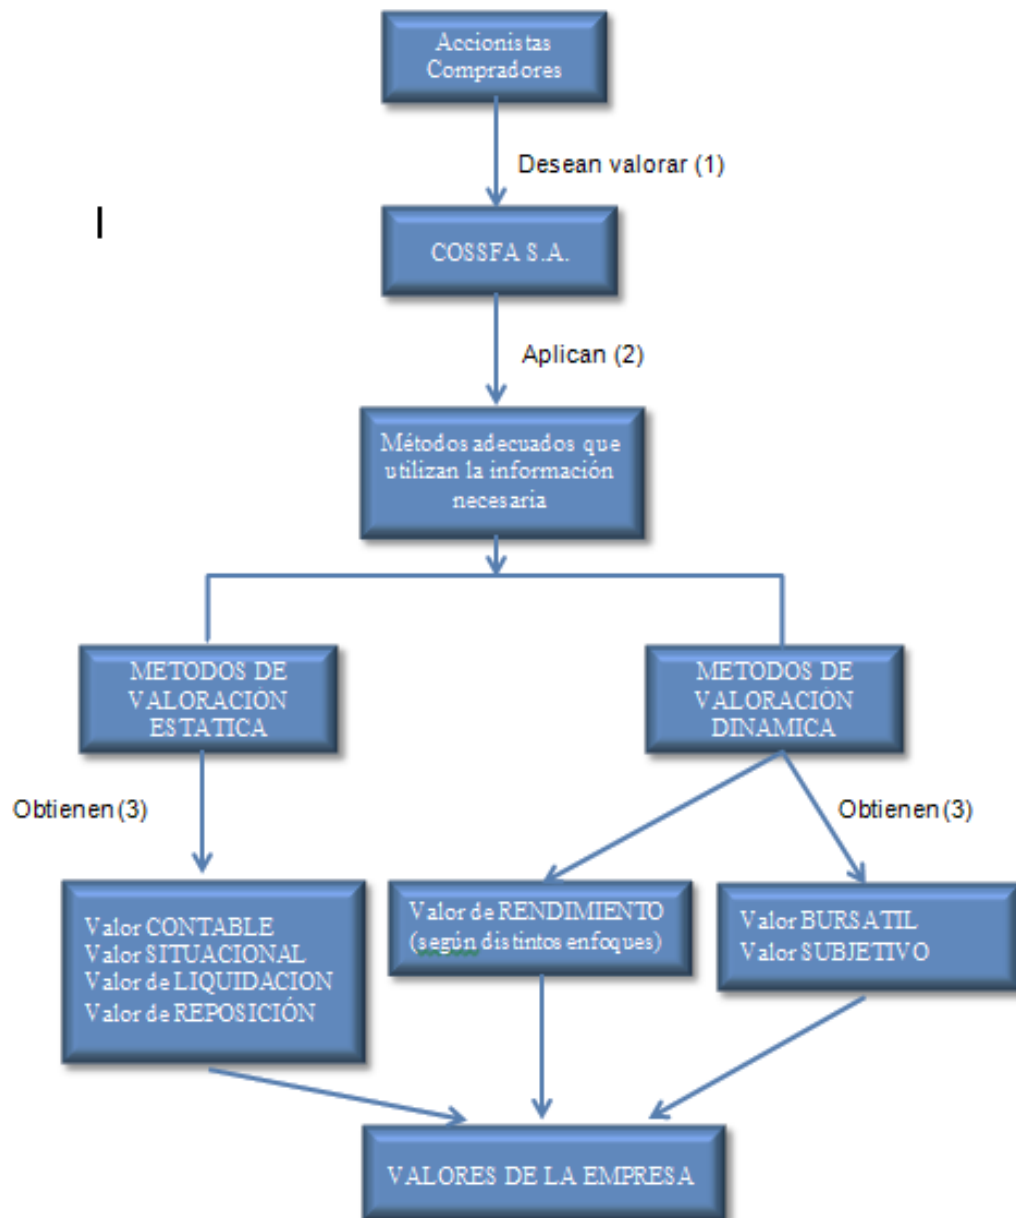 Accionistas
Compradores
Desean valorar (1)
COSSFA S.A.
Aplican (2)
Métodos adecuados que
utilizan la información
necesaria
METODOS DE
VALORACIÓN
ESTATICA
METODOS DE
VALORACIÓN
DINAMICA
Obtienen (3)
Obtienen (3)
Valor CONTABLE
Valor SITUACIONAL
Valor de LIQUIDACION
Valor de REPOSICIÓN
Valor de RENDIMIENTO
(según distintos enfoques)
Valor BURSATIL
Valor SUBJETIVO
VALORES DE LA EMPRESA